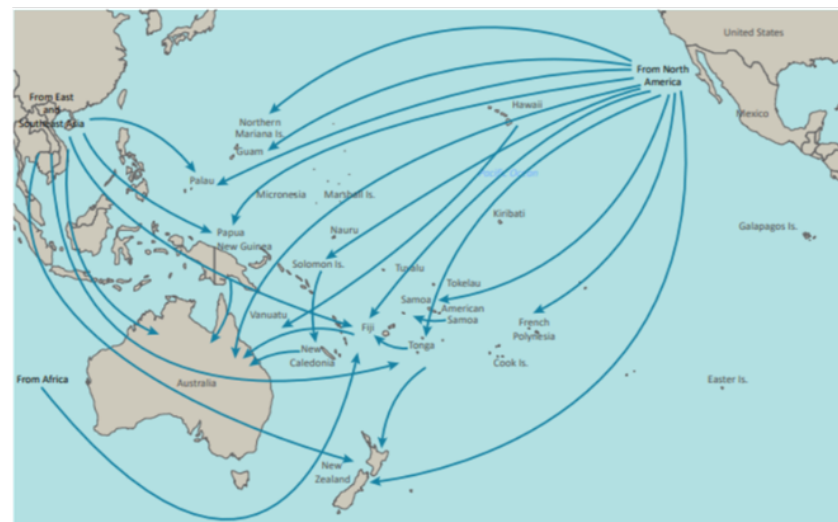 United States
From North
America
From East
and
Southeast Asia
Hawaii
Mexico
Northern
Mariana Is.
Guam
Pacific Ocean
Palau
Micronesia
Marshall Is.
Kiribati
Galapagos Is.
Papua
New Guinea
Nauru
Solomon Is.
Tuvalu
Tokelau
Samoa
American
Samoa
Vanuatu
Fiji
French
Polynesia
New
Caledonia
Tonga
Cook Is.
From Africa
Australia
Easter Is.
New
Zealand